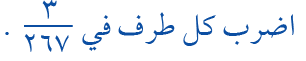 اضرب كل طرف في ٣/٢٦٧ .